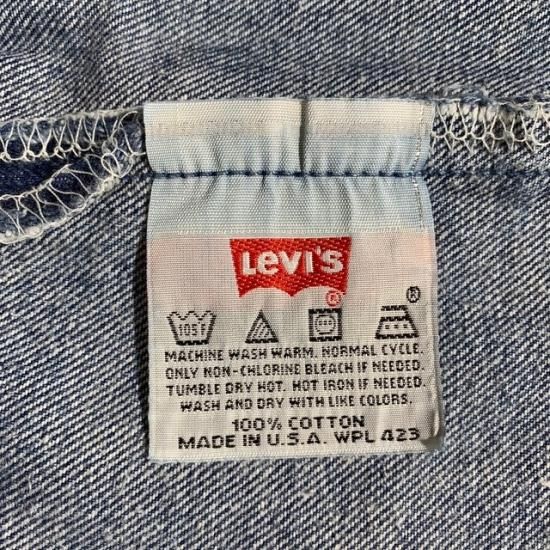 Levi's
®
105F
®
MACHINE WASH WARM. NORMAL CYCLE.
ONLY NON-CHLORINE BLEACH IF NEEDED.
TUMBLE DRY HOT. HOT IRON IF NEEDED.
WASH AND DRY WITH LIKE COLORS.
100% COTTON
MADE IN U.S.A. WPL 423